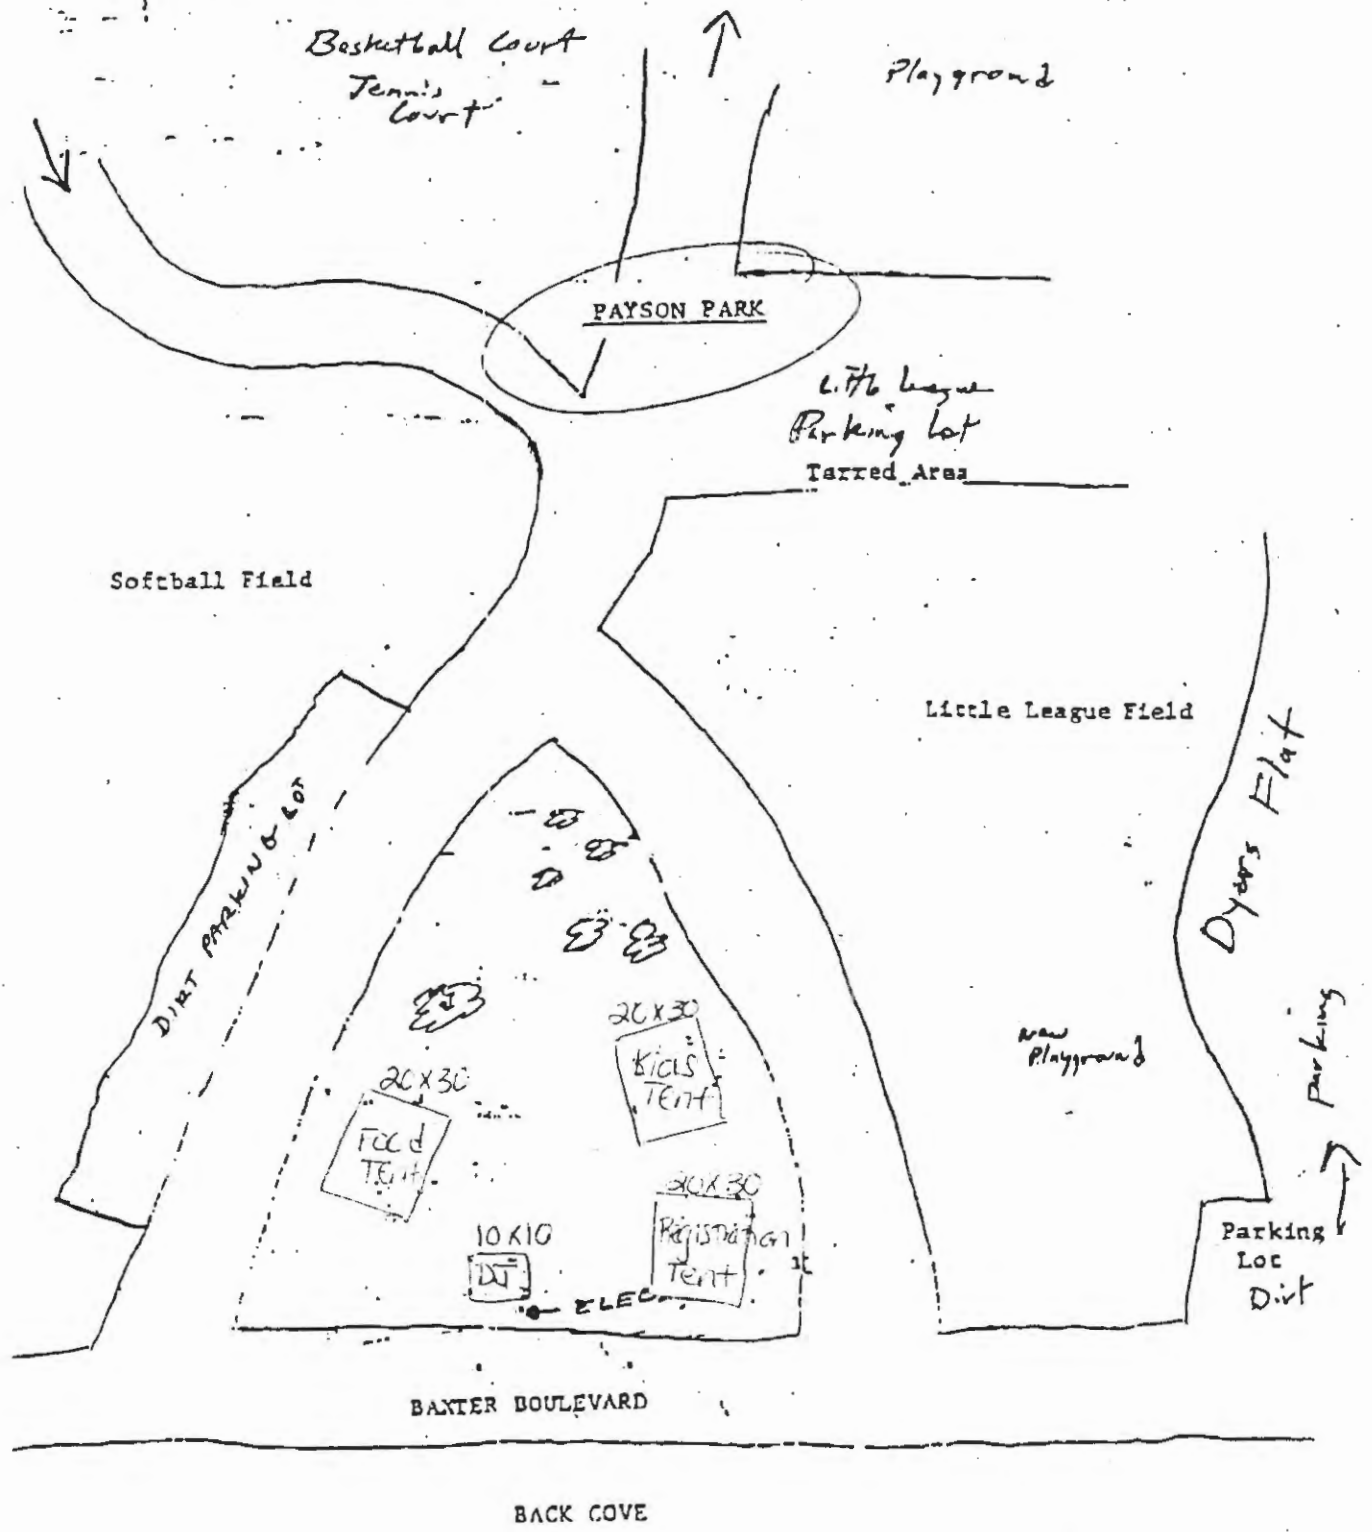 Basketball Court
Tennis
Court
Playground
PAYSON PARK
Little League
Parking Lot
Tarred Area
Softball Field
Little League Field
Dyers Flat
Parking
DIRT PARKING LOT
20X30
Kids
Tent
New
Playground
20X30
Food
Tent
20X30
Registration
Tent
10X10
DJ
ELEC.
Parking
Lot
Dirt
BAXTER BOULEVARD
BACK COVE